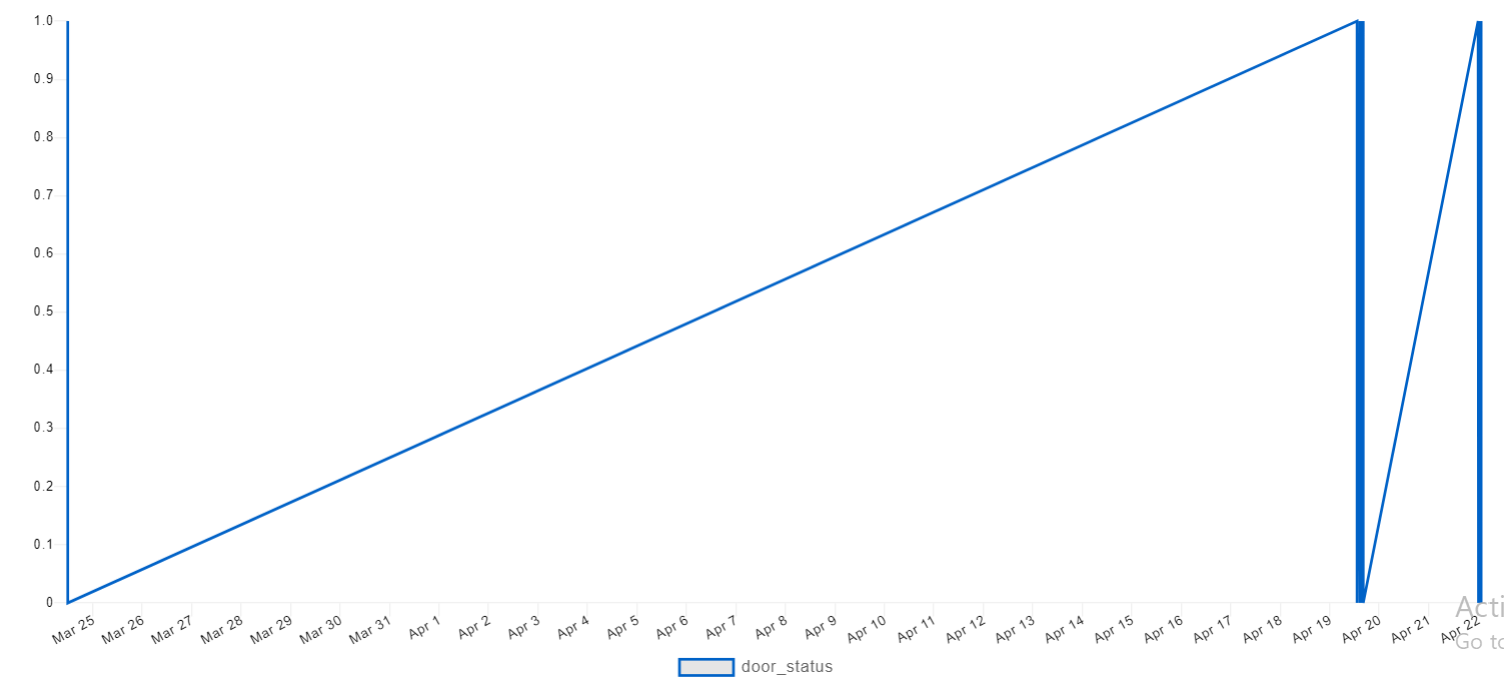 1.0
0.9
0.8
0.7
0.6
0.5
0.4
0.3
0.2
0.1
0
Mar 25
Mar 26
Mar 27
Mar 28
Mar 29
Mar 30
Mar 31
Apr 1
Apr 2
Apr 3
Apr 4
Apr 5
Apr 6
Apr 7
Apr 8
Apr 9
Apr 10
Apr 11
Apr 12
Apr 13
Apr 14
Apr 15
Apr 16
Apr 17
Apr 18
Apr 19
Apr 20
Apr 21
Apr 22
Acti
Go to
door_status